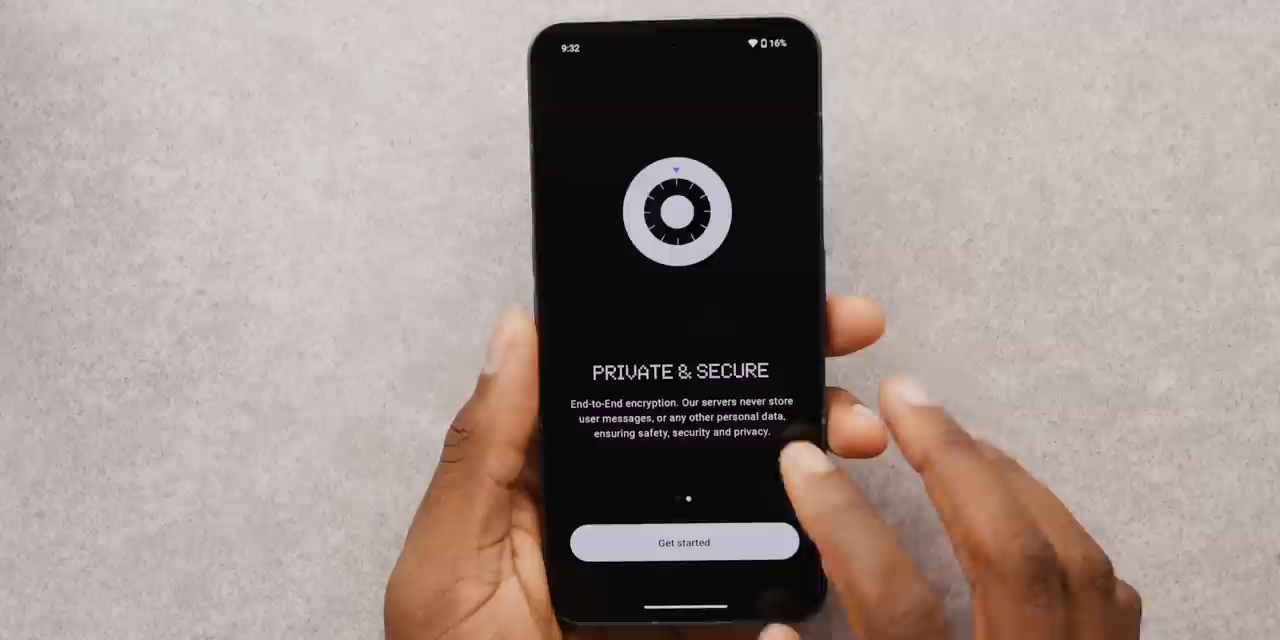 9:32 16%
PRIVATE & SECURE
End-to-End encryption. Our servers never store
user messages, or any other personal data,
ensuring safety, security and privacy.
Get started